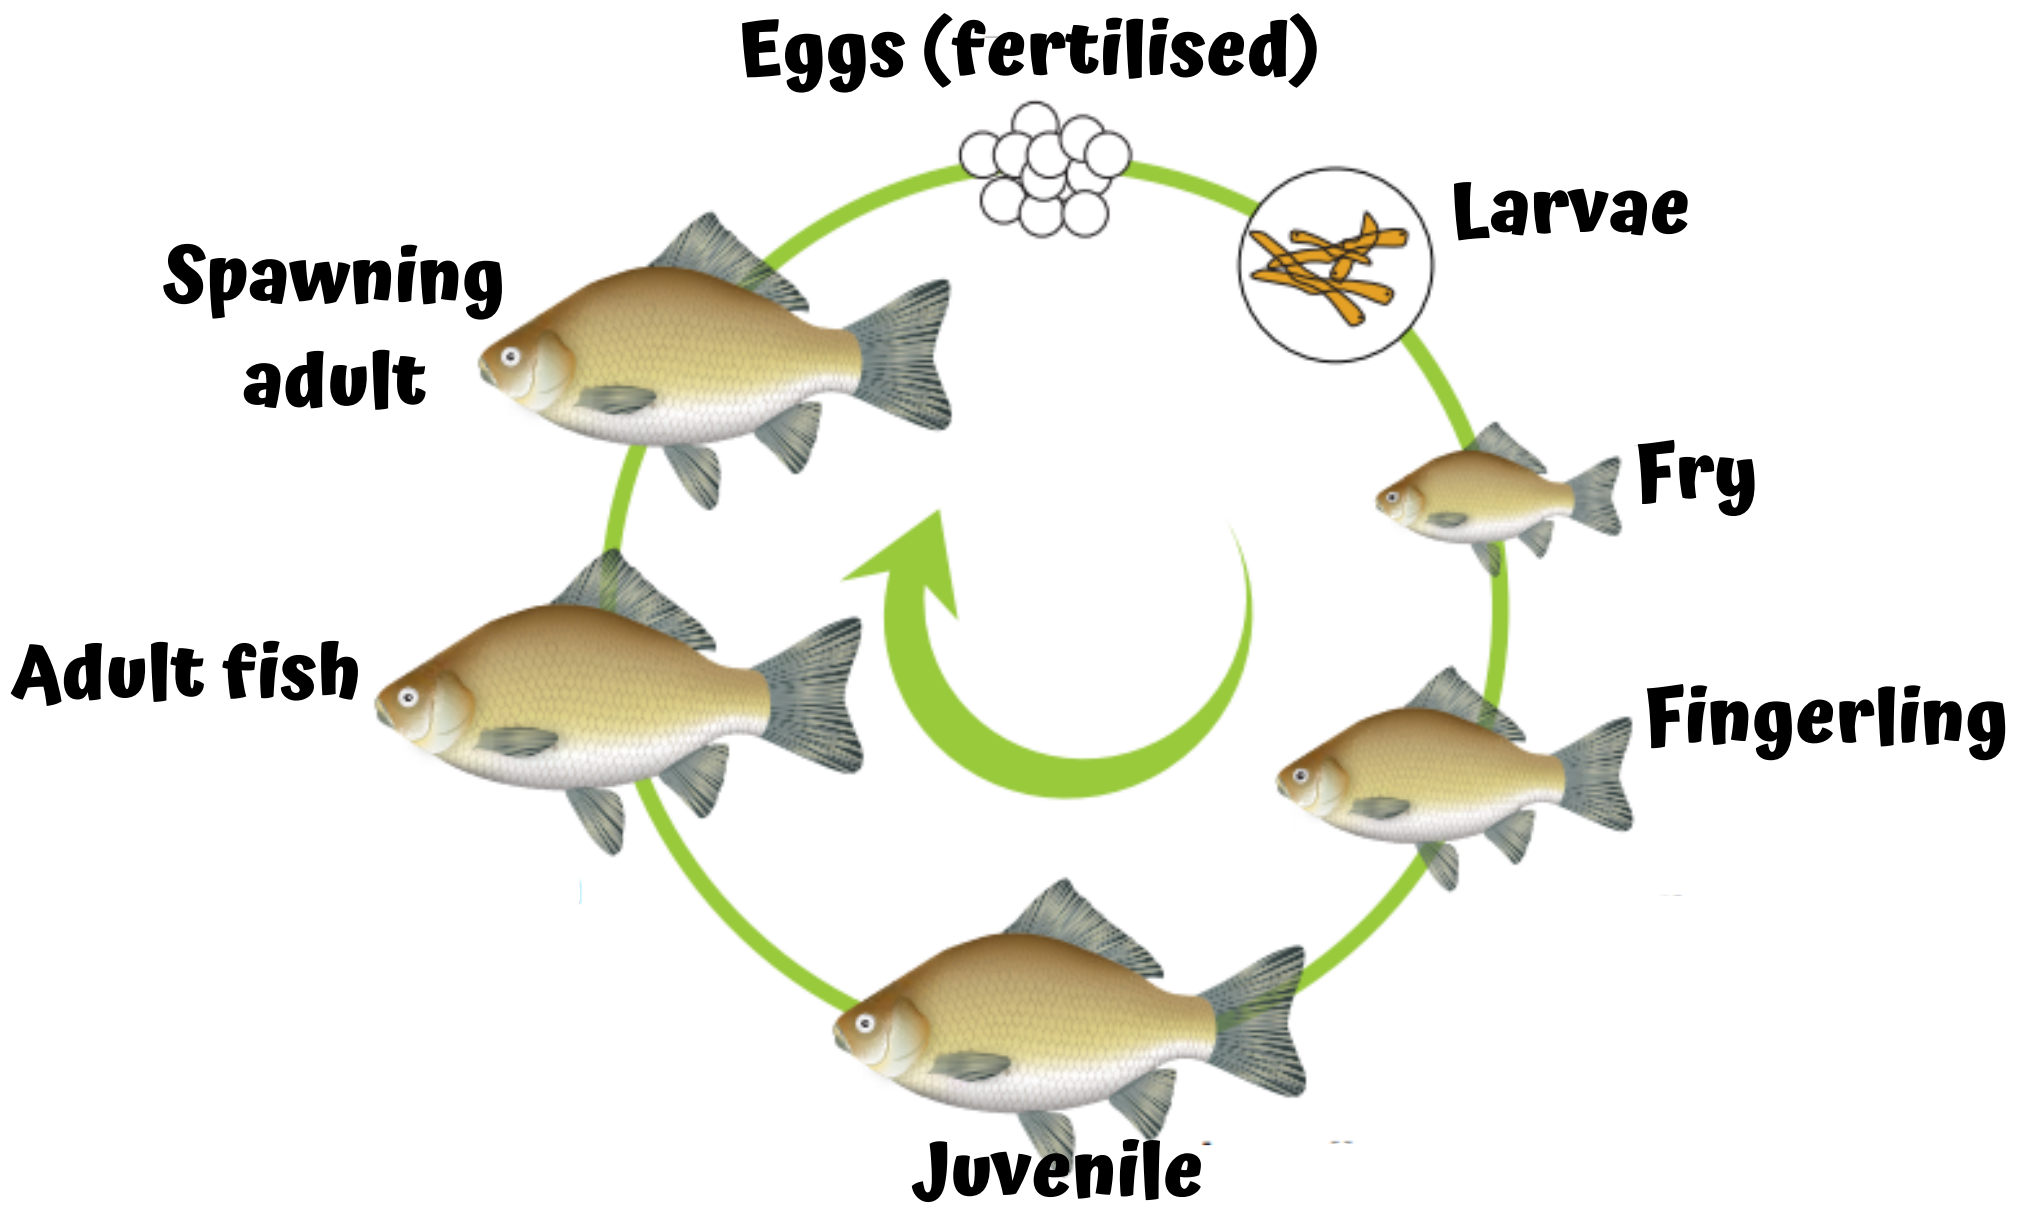 Eggs (fertilised)
Larvae
Fry
Fingerling
Juvenile
Adult fish
Spawning
adult